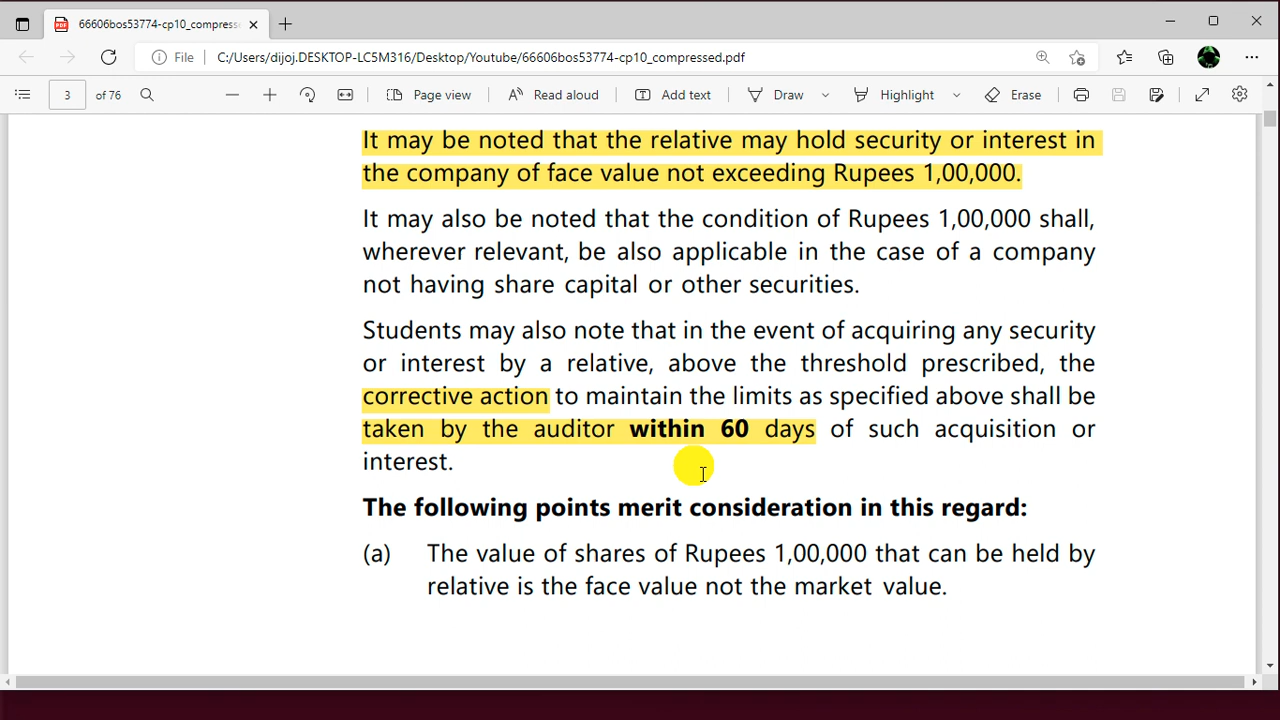 66606bos53774-cp10_compress
File C:/Users/dijoj.DESKTOP-LC5M316/Desktop/Youtube/66606bos53774-cp10_compressed.pdf
3 of 76 Page view Read aloud Add text Draw Highlight Erase
It may be noted that the relative may hold security or interest in
the company of face value not exceeding Rupees 1,00,000.
It may also be noted that the condition of Rupees 1,00,000 shall,
wherever relevant, be also applicable in the case of a company
not having share capital or other securities.
Students may also note that in the event of acquiring any security
or interest by a relative, above the threshold prescribed, the
corrective action to maintain the limits as specified above shall be
taken by the auditor within 60 days of such acquisition or
interest.
The following points merit consideration in this regard:
(a) The value of shares of Rupees 1,00,000 that can be held by
relative is the face value not the market value.